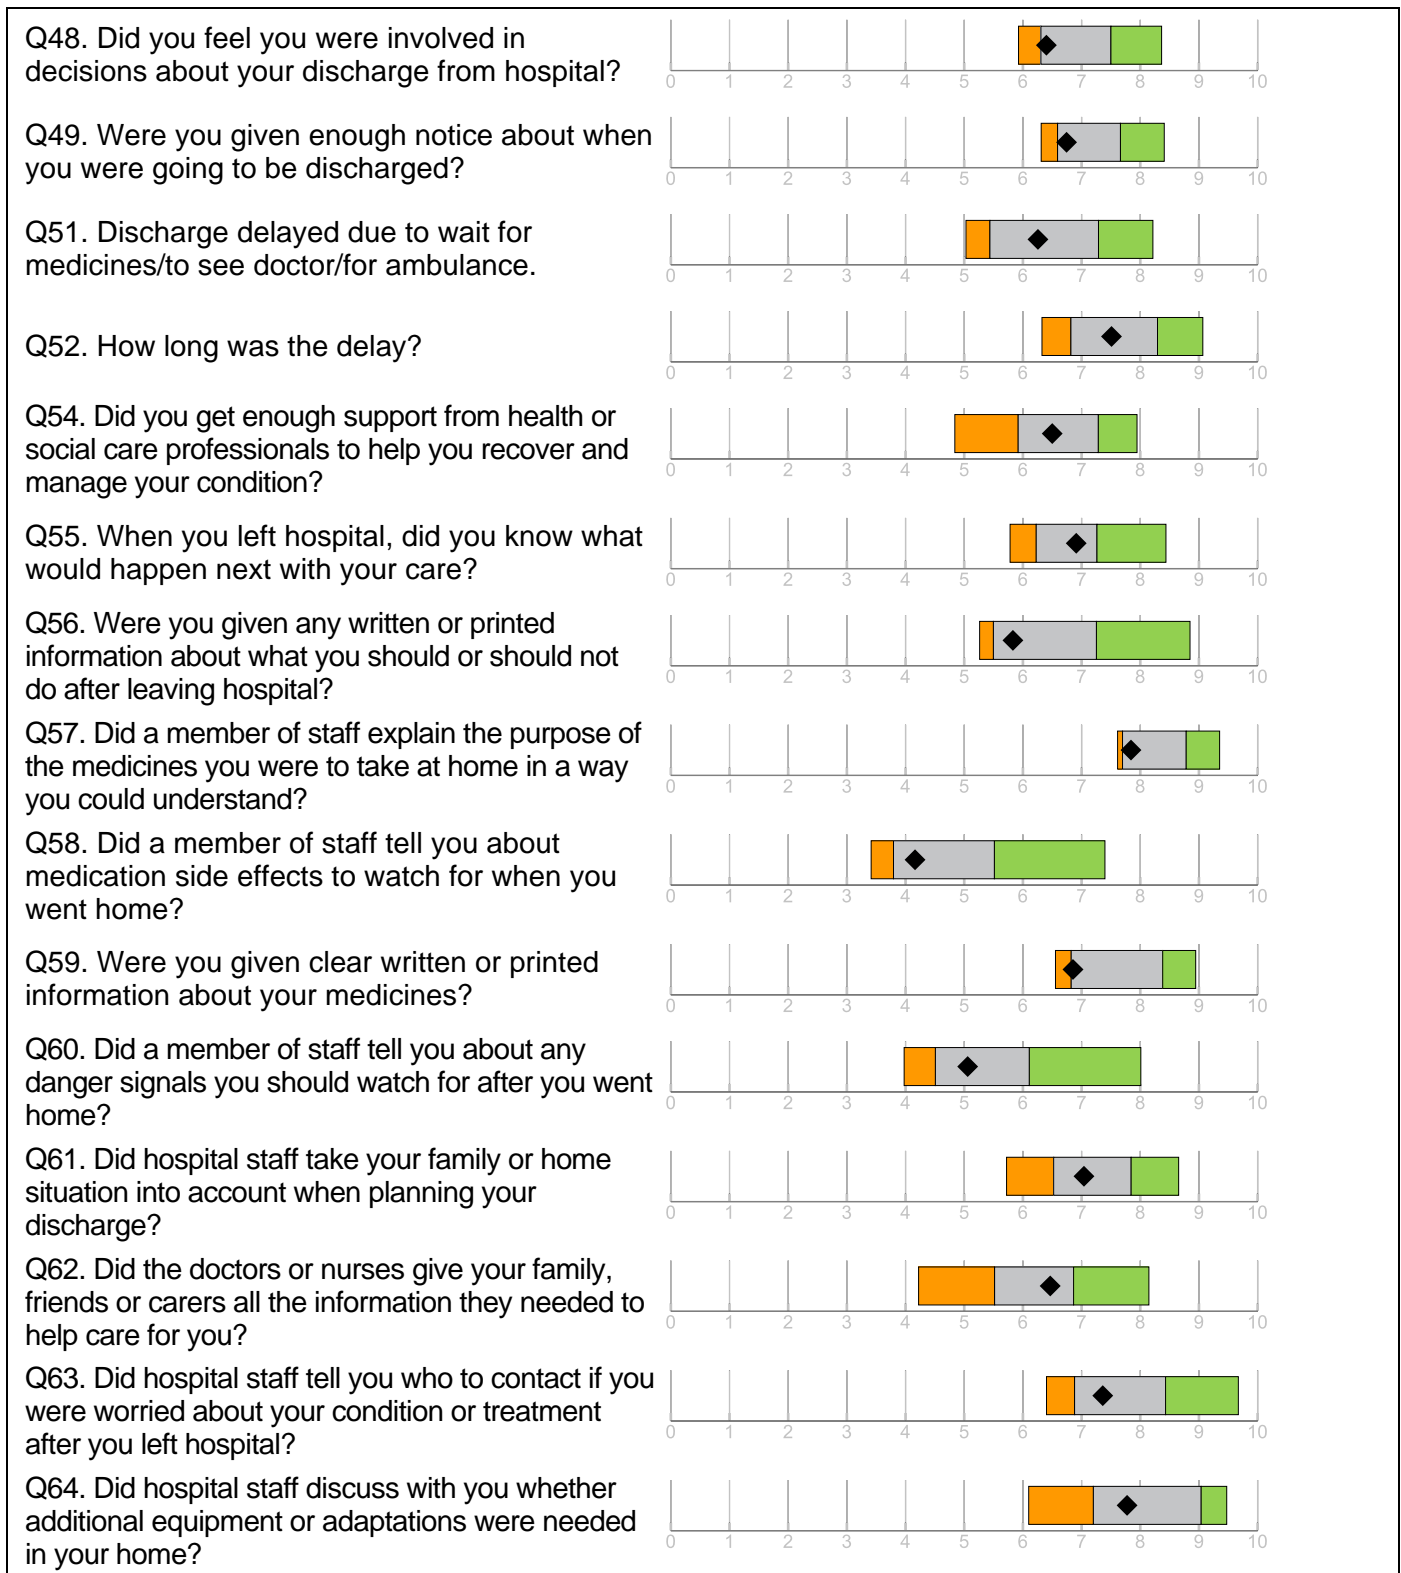 Q48. Did you feel you were involved in
decisions about your discharge from hospital?
0 1 2 3 4 5 6 7 8 9 10
Q49. Were you given enough notice about when
you were going to be discharged?
0 1 2 3 4 5 6 7 8 9 10
Q51. Discharge delayed due to wait for
medicines/to see doctor/for ambulance.
0 1 2 3 4 5 6 7 8 9 10
Q52. How long was the delay?
0 1 2 3 4 5 6 7 8 9 10
Q54. Did you get enough support from health or
social care professionals to help you recover and
manage your condition?
0 1 2 3 4 5 6 7 8 9 10
Q55. When you left hospital, did you know what
would happen next with your care?
0 1 2 3 4 5 6 7 8 9 10
Q56. Were you given any written or printed
information about what you should or should not
do after leaving hospital?
0 1 2 3 4 5 6 7 8 9 10
Q57. Did a member of staff explain the purpose of
the medicines you were to take at home in a way
you could understand?
0 1 2 3 4 5 6 7 8 9 10
Q58. Did a member of staff tell you about
medication side effects to watch for when you
went home?
0 1 2 3 4 5 6 7 8 9 10
Q59. Were you given clear written or printed
information about your medicines?
0 1 2 3 4 5 6 7 8 9 10
Q60. Did a member of staff tell you about any
danger signals you should watch for after you went
home?
0 1 2 3 4 5 6 7 8 9 10
Q61. Did hospital staff take your family or home
situation into account when planning your
discharge?
0 1 2 3 4 5 6 7 8 9 10
Q62. Did the doctors or nurses give your family,
friends or carers all the information they needed to
help care for you?
0 1 2 3 4 5 6 7 8 9 10
Q63. Did hospital staff tell you who to contact if you
were worried about your condition or treatment
after you left hospital?
0 1 2 3 4 5 6 7 8 9 10
Q64. Did hospital staff discuss with you whether
additional equipment or adaptations were needed
in your home?
0 1 2 3 4 5 6 7 8 9 10